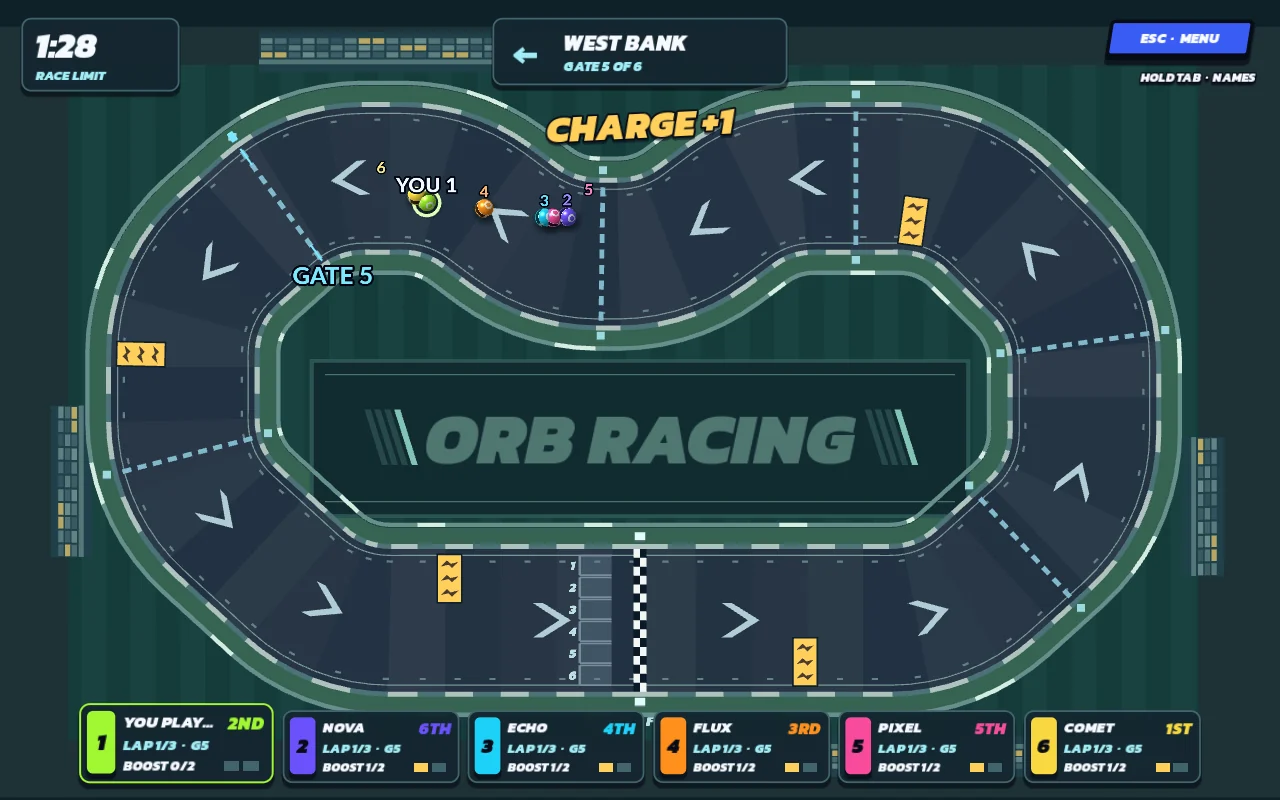 1:28
RACE LIMIT
WEST BANK
GATE 5 OF 6
ESC · MENU
HOLD TAB · NAMES
CHARGE +1
6
YOU 1
4
3
2
5
GATE 5
ORB RACING
1
2
3
4
5
6
F
1
YOU PLAY...
2ND
LAP 1/3 · G5
BOOST 0/2
2
NOVA
6TH
LAP 1/3 · G5
BOOST 1/2
3
ECHO
4TH
LAP 1/3 · G5
BOOST 1/2
4
FLUX
3RD
LAP 1/3 · G5
BOOST 1/2
5
PIXEL
5TH
LAP 1/3 · G5
BOOST 1/2
6
COMET
1ST
LAP 1/3 · G5
BOOST 1/2